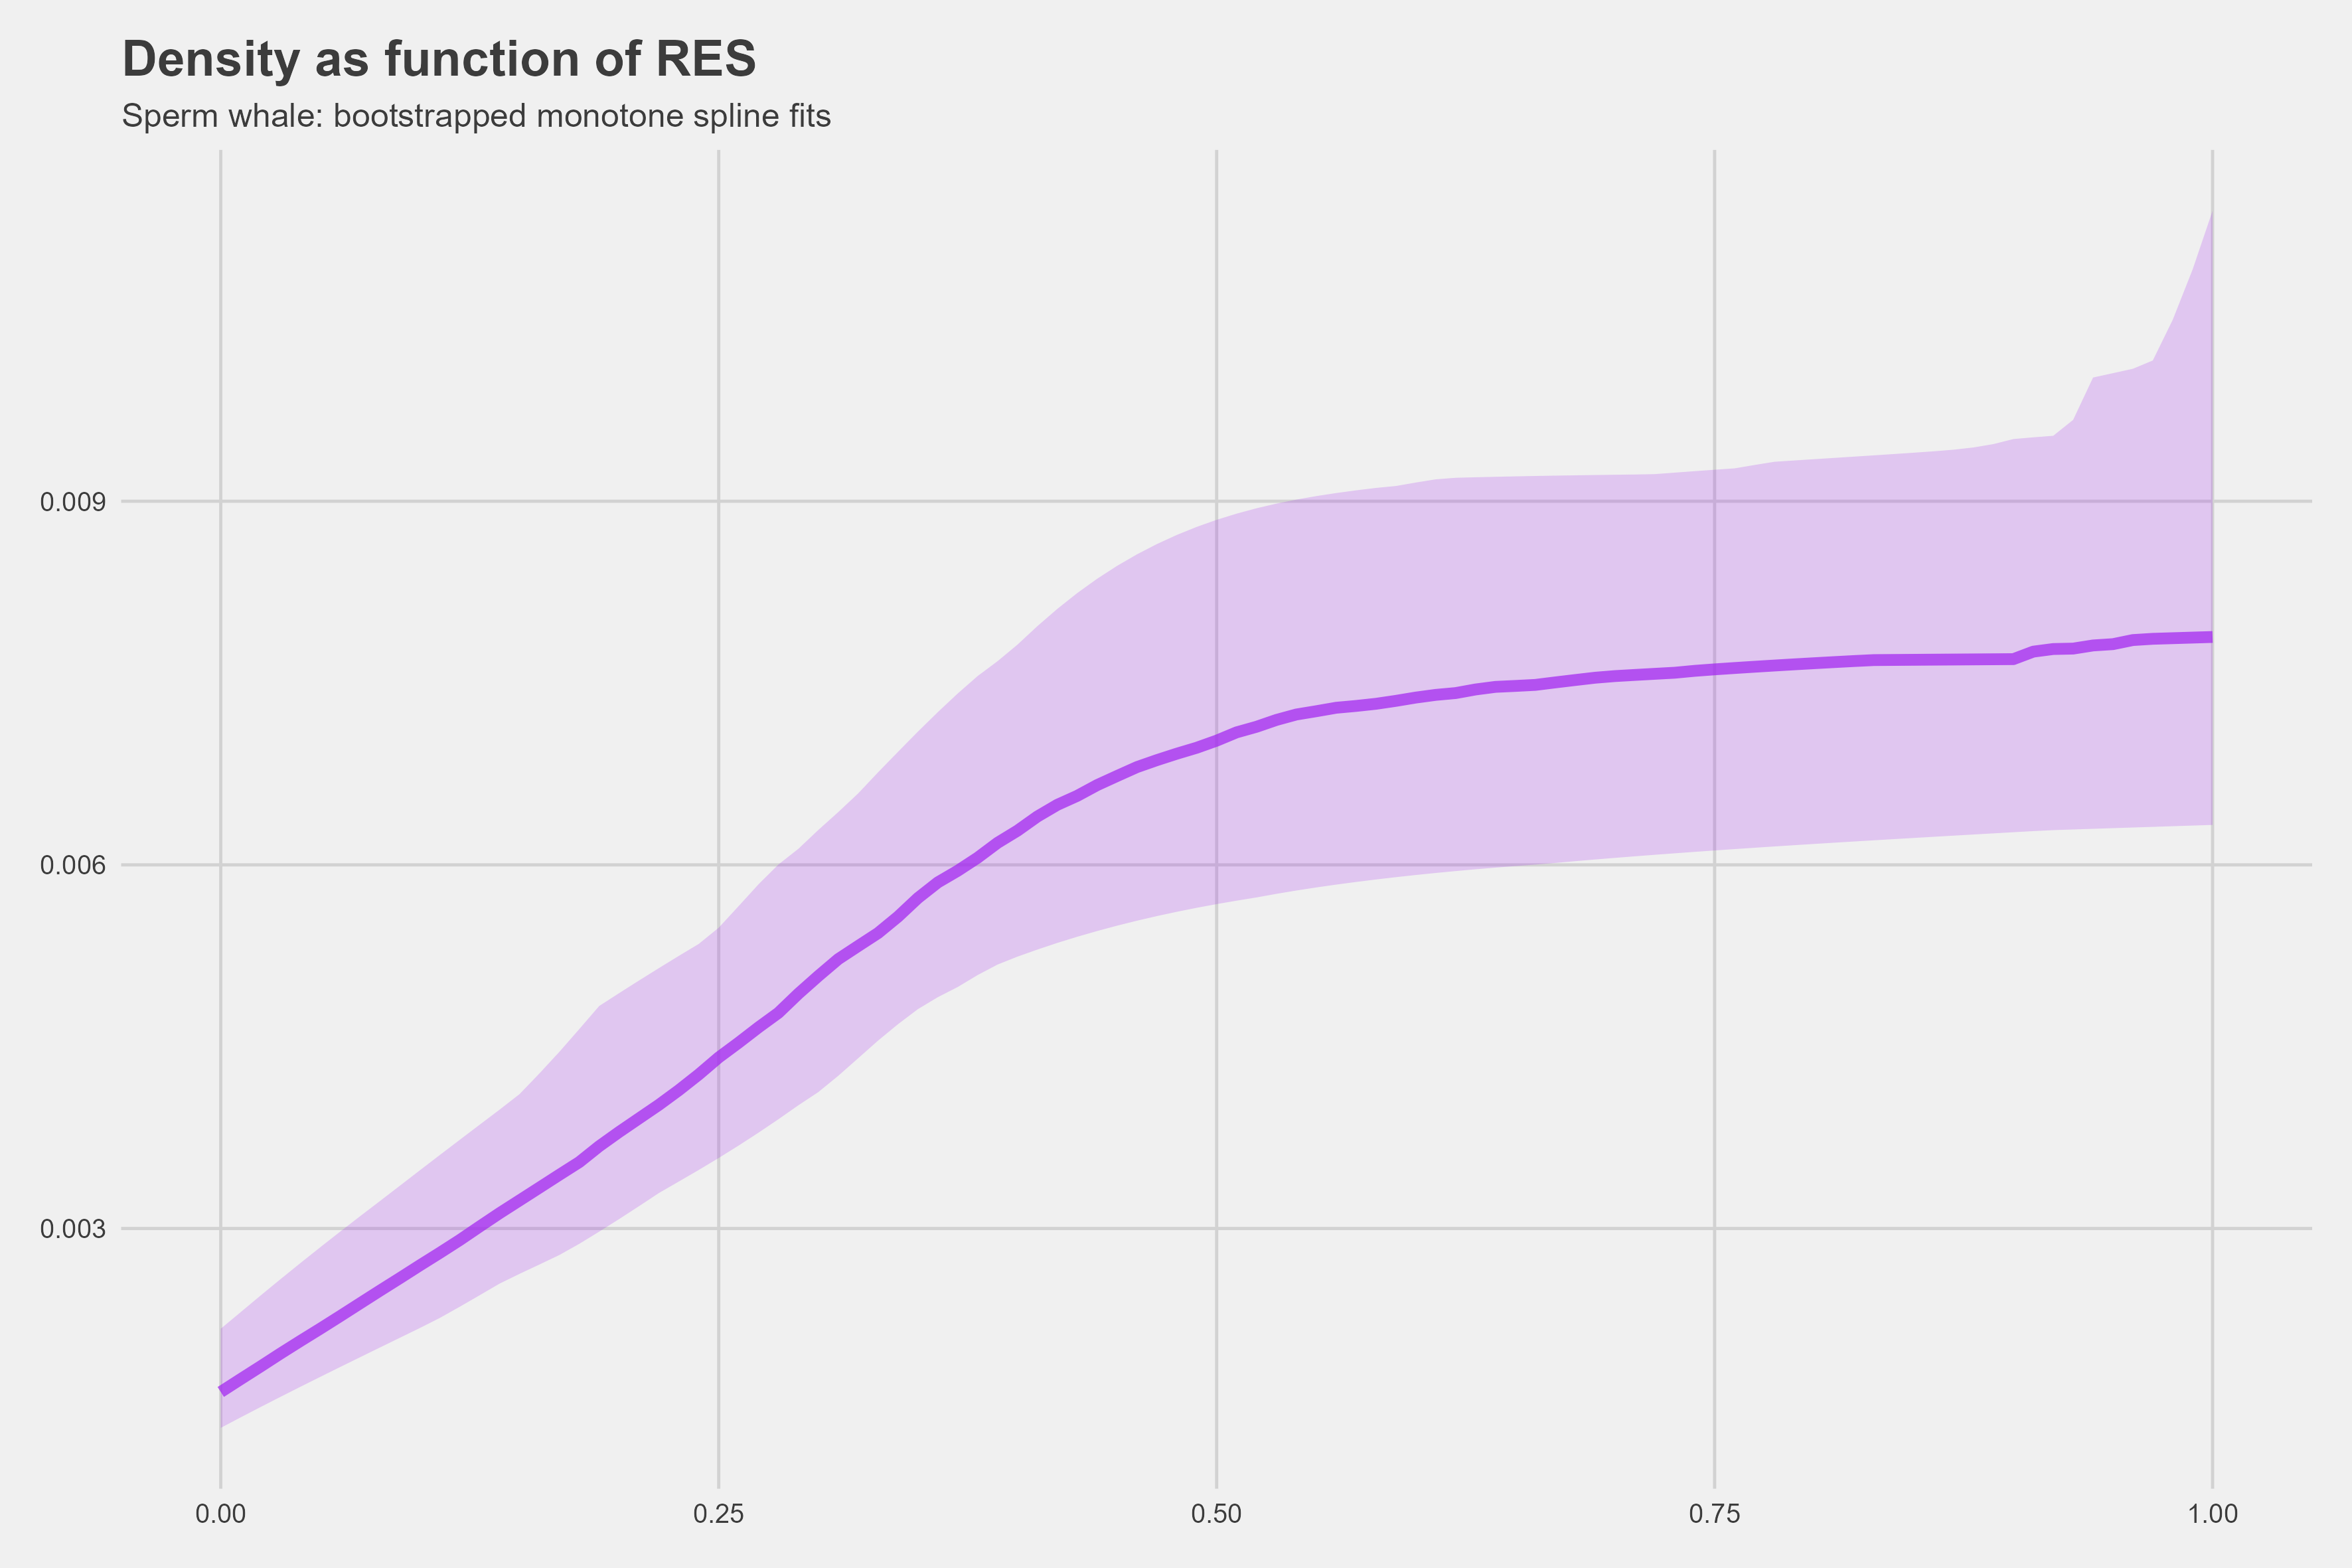 Density as function of RES
Sperm whale: bootstrapped monotone spline fits
0.009
0.006
0.003
0.00 0.25 0.50 0.75 1.00